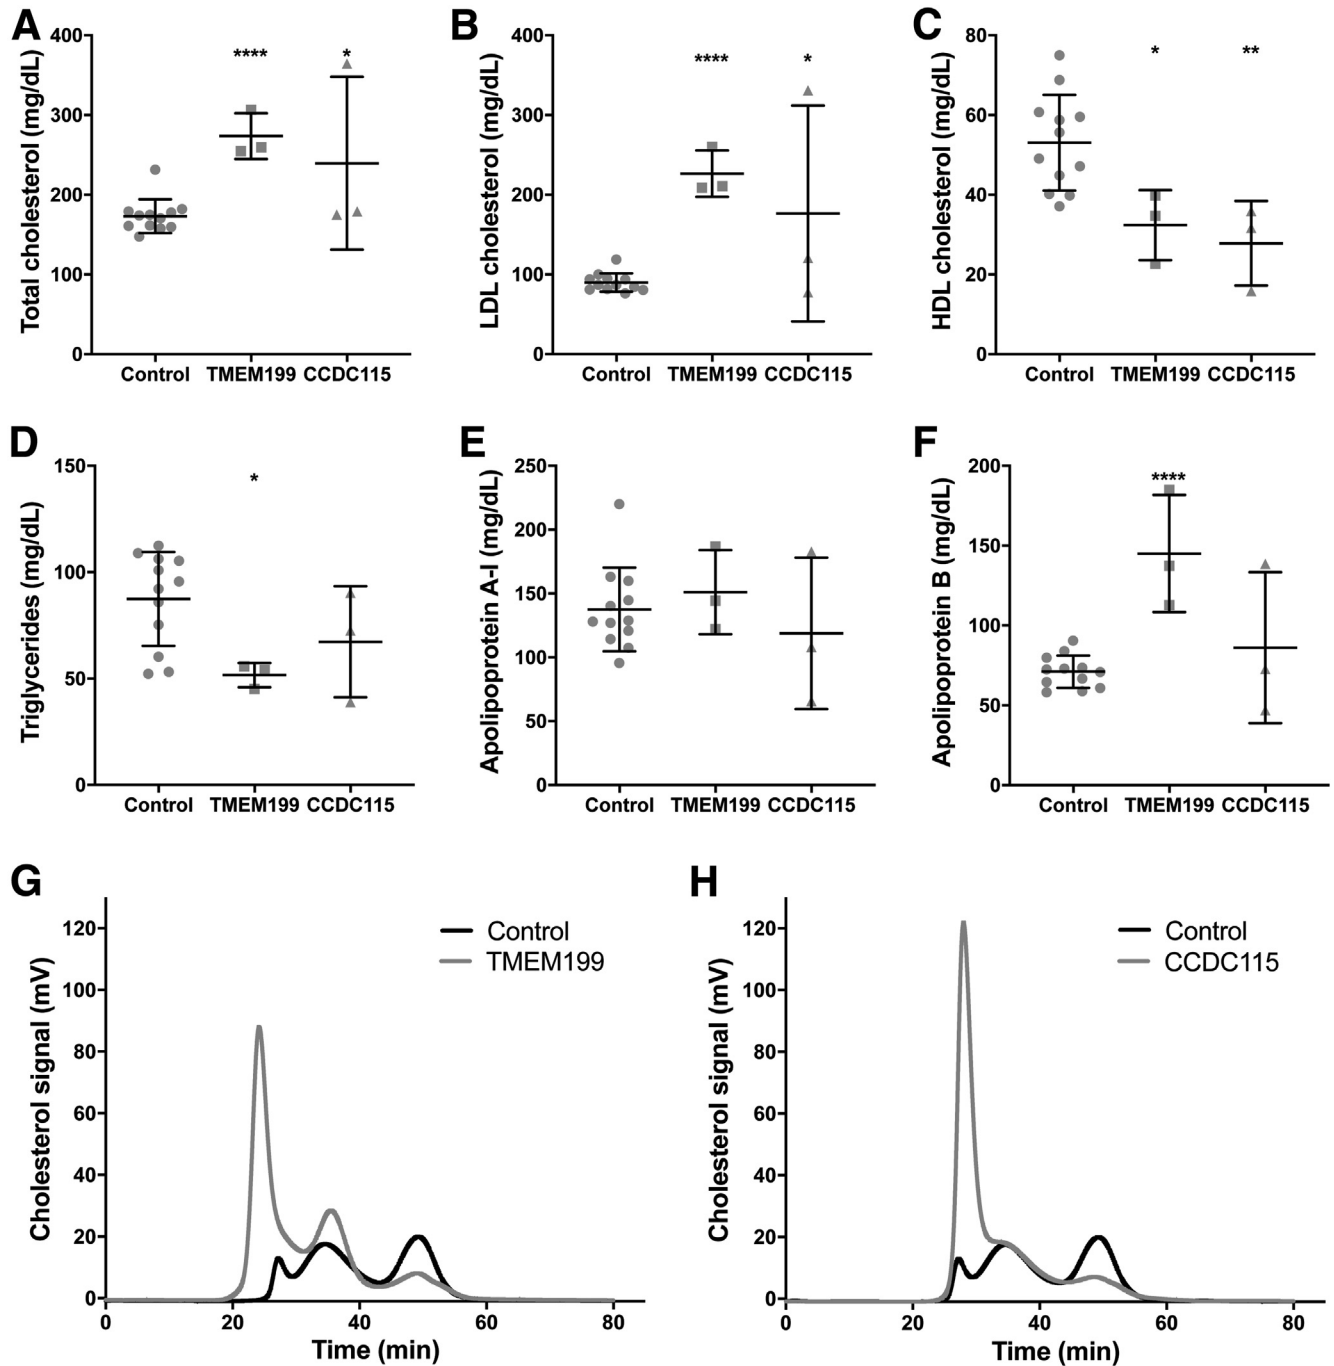 A
Total cholesterol (mg/dL)
400
300
200
100
0
****
*
Control TMEM199 CCDC115
B
LDL cholesterol (mg/dL)
400
300
200
100
0
****
*
Control TMEM199 CCDC115
C
HDL cholesterol (mg/dL)
80
60
40
20
0
*
**
Control TMEM199 CCDC115
D
Triglycerides (mg/dL)
150
100
50
0
*
Control TMEM199 CCDC115
E
Apolipoprotein A-I (mg/dL)
250
200
150
100
50
0
Control TMEM199 CCDC115
F
Apolipoprotein B (mg/dL)
200
150
100
50
0
****
Control TMEM199 CCDC115
G
Cholesterol signal (mV)
120
100
80
60
40
20
0
Control
TMEM199
0 20 40 60 80
Time (min)
H
Cholesterol signal (mV)
120
100
80
60
40
20
0
Control
CCDC115
0 20 40 60 80
Time (min)